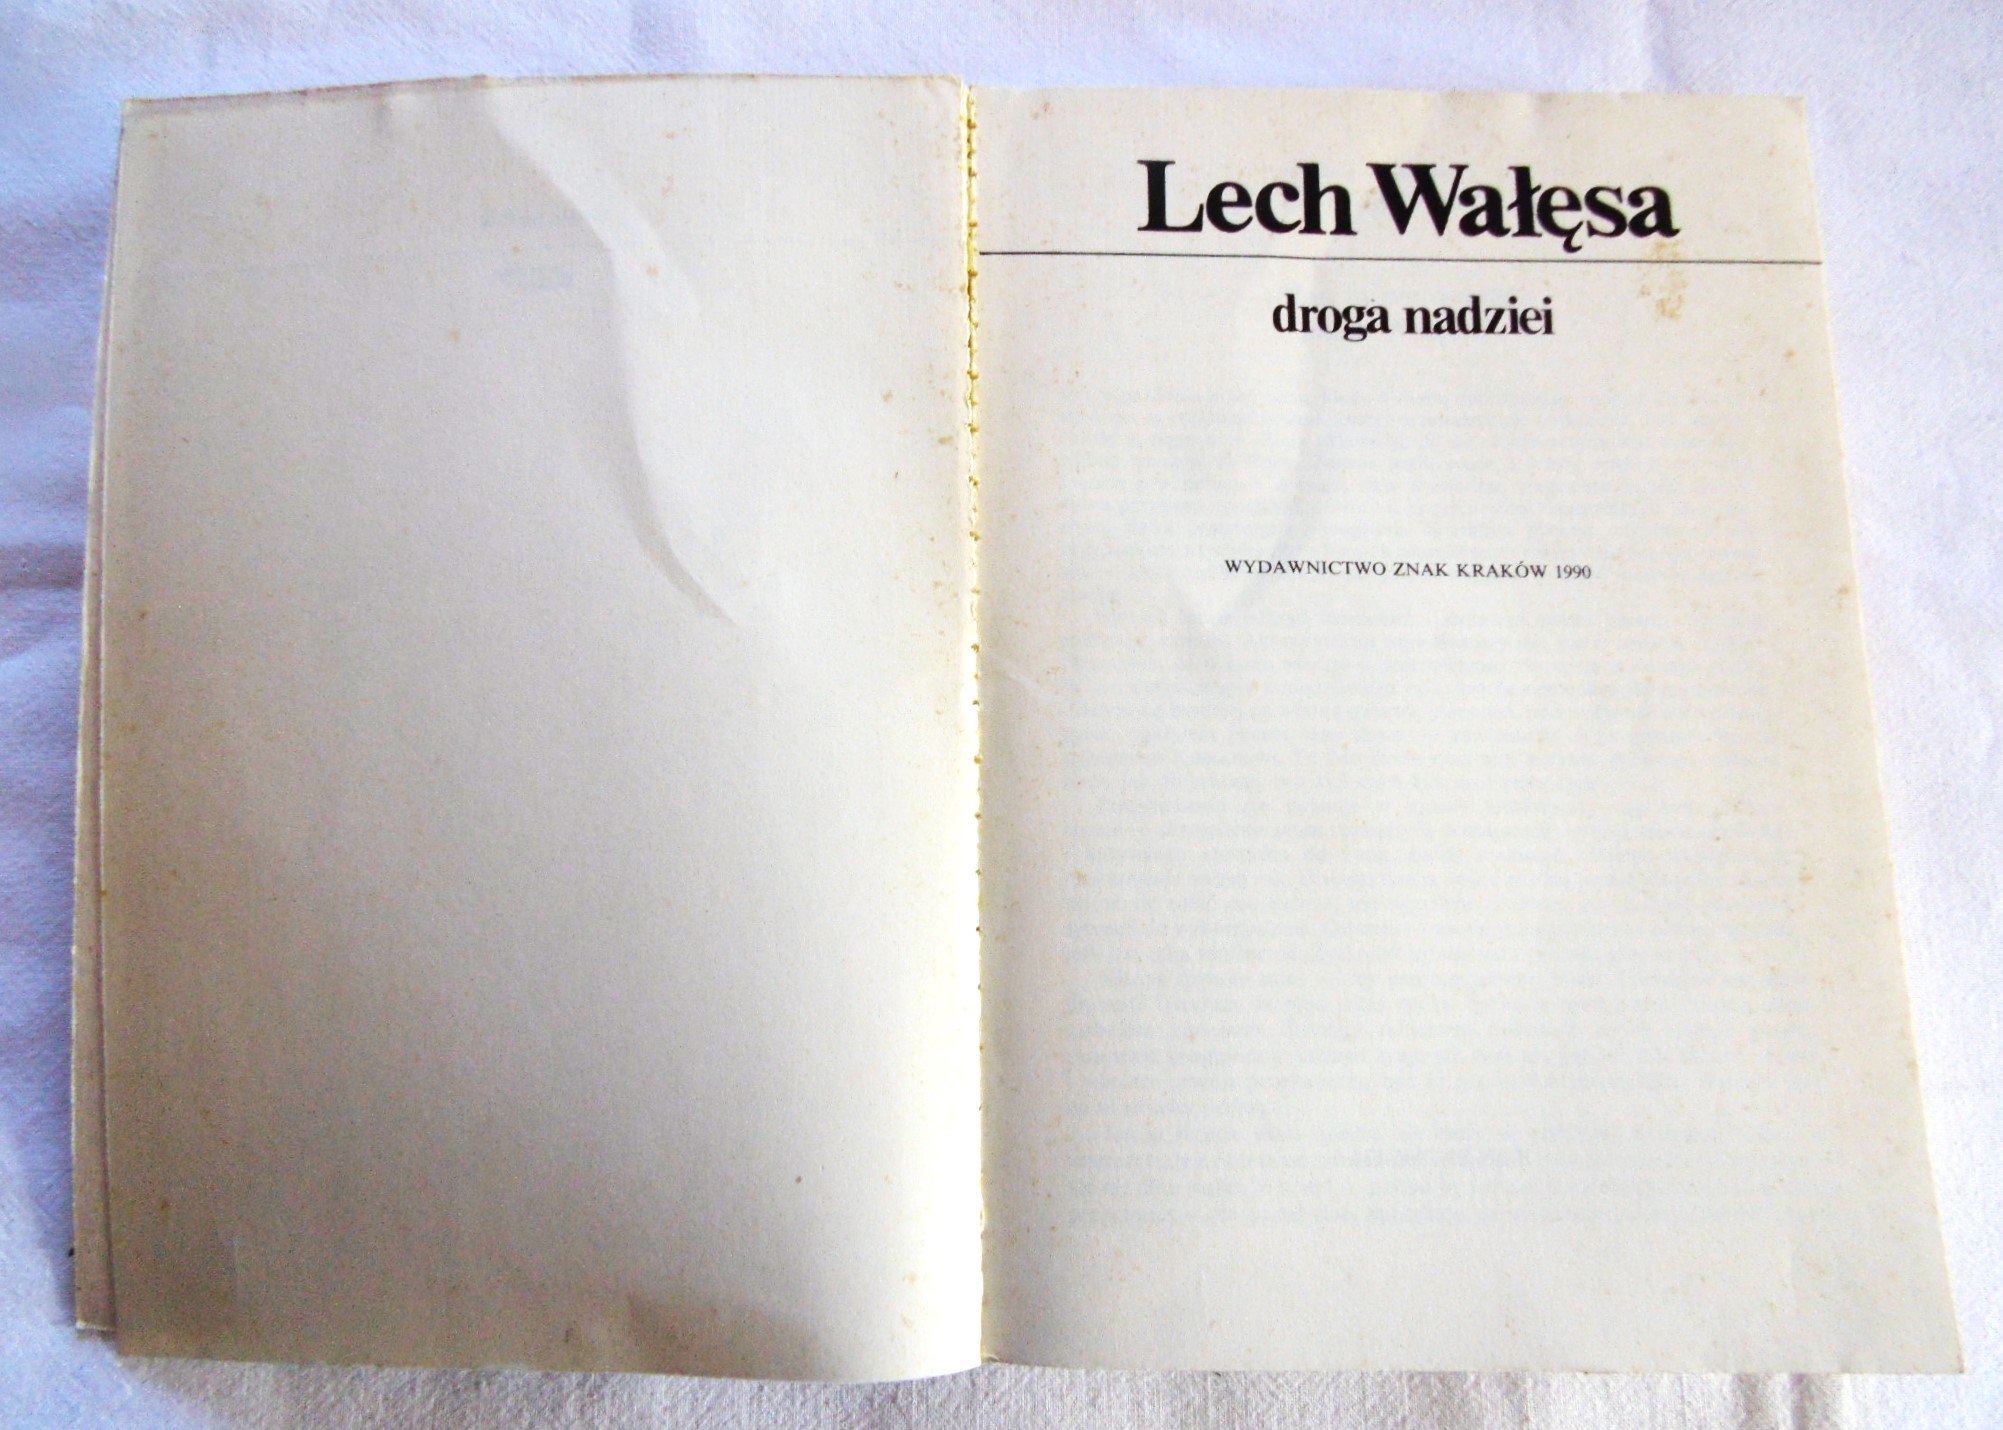 Lech Wałęsa
droga nadziei
WYDAWNICTWO ZNAK KRAKÓW 1990